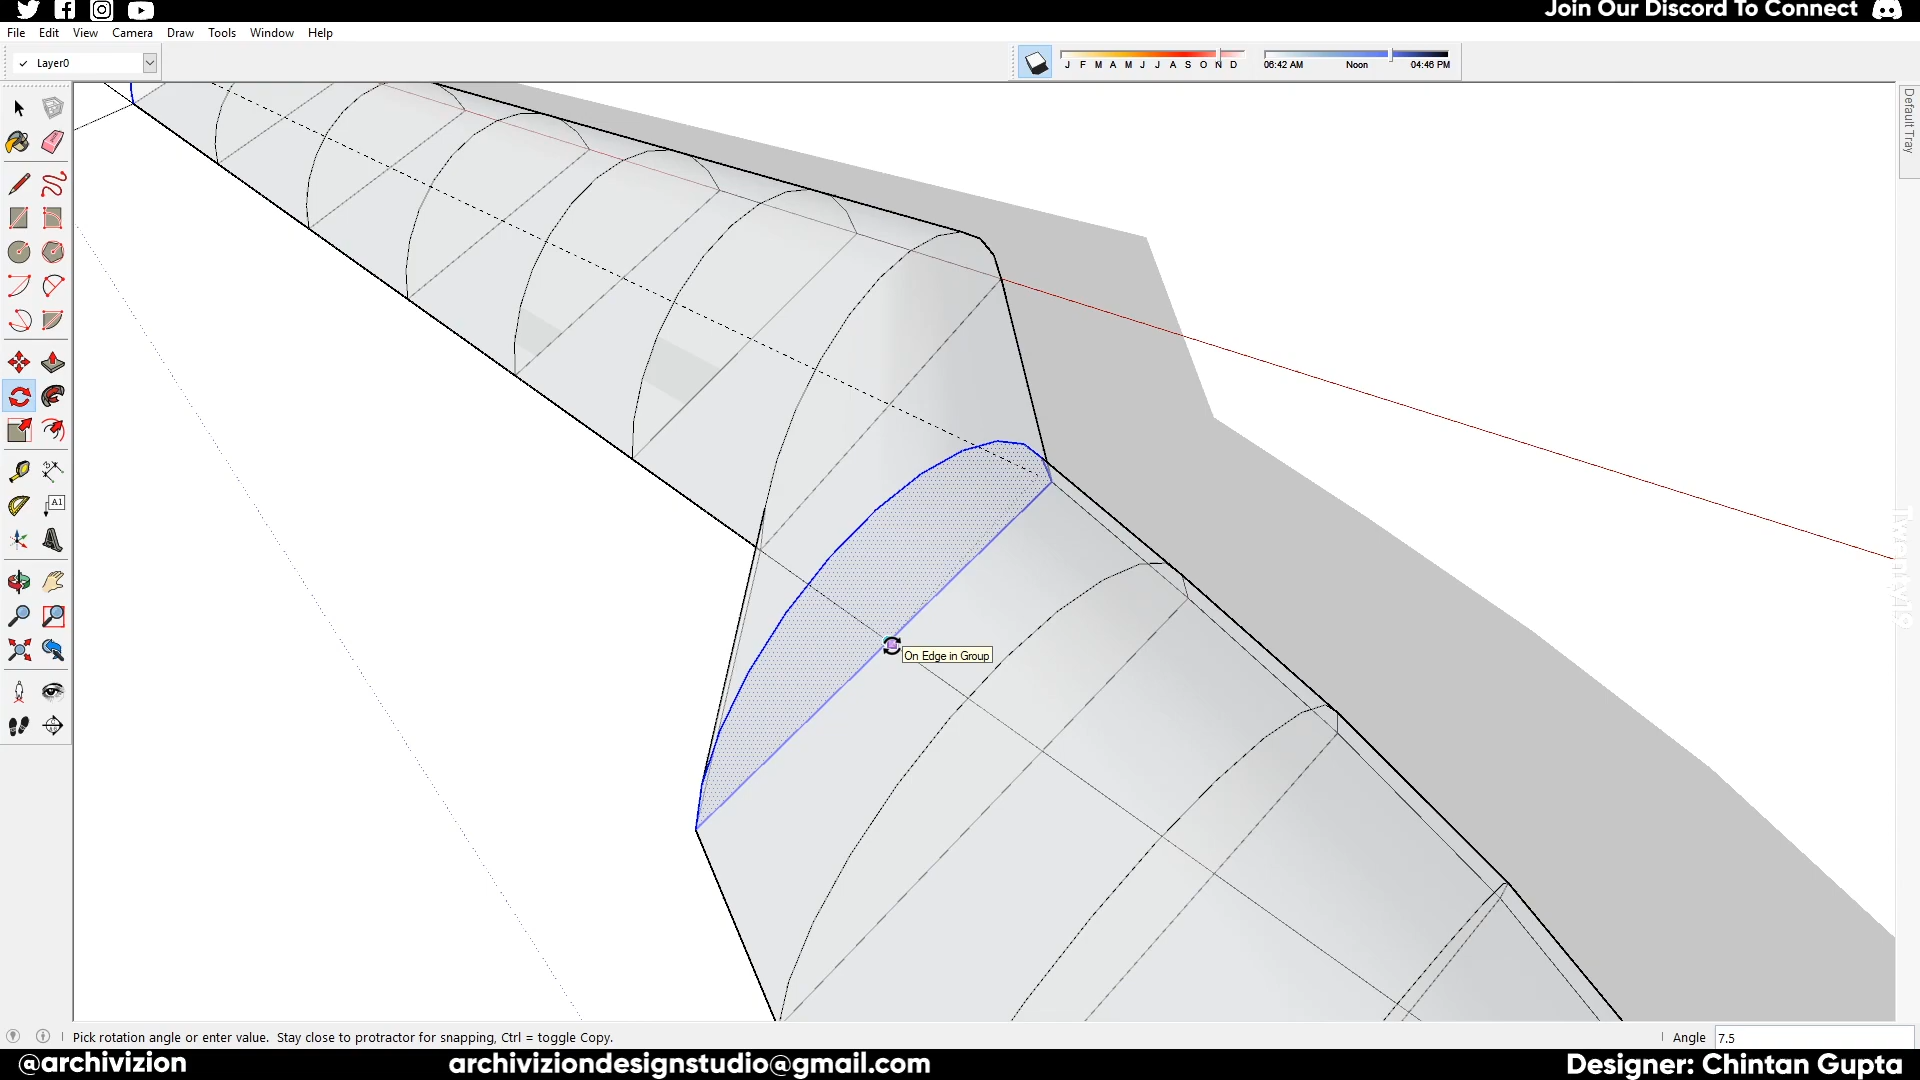 Join Our Discord To Connect
File Edit View Camera Draw Tools Window Help
Layer0
J F M A M J J A S O N D
06:42 AM Noon 04:46 PM
Default Tray
A1
On Edge in Group
Pick rotation angle or enter value. Stay close to protractor for snapping, Ctrl = toggle Copy.
Angle 7.5
@archivizion
archiviziondesignstudio@gmail.com
Designer: Chintan Gupta